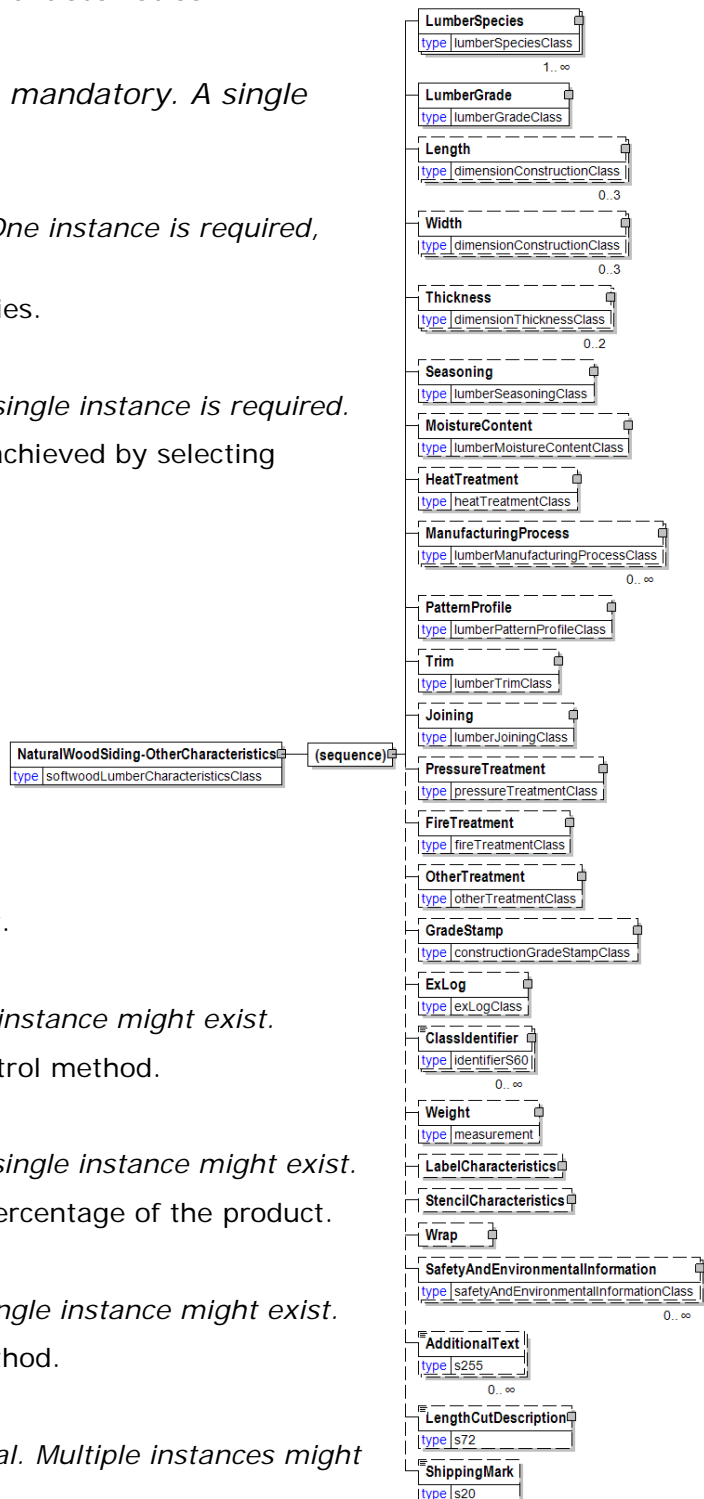 mandatory. A single
One instance is required,
ies.
single instance is required.
achieved by selecting
.
instance might exist.
trol method.
single instance might exist.
ercentage of the product.
ngle instance might exist.
thod.
al. Multiple instances might
NaturalWoodSiding-OtherCharacteristics
type softwoodLumberCharacteristicsClass
(sequence)
LumberSpecies
type lumberSpeciesClass
1.. ∞
LumberGrade
type lumberGradeClass
Length
type dimensionConstructionClass
0..3
Width
type dimensionConstructionClass
0..3
Thickness
type dimensionThicknessClass
0..2
Seasoning
type lumberSeasoningClass
MoistureContent
type lumberMoistureContentClass
HeatTreatment
type heatTreatmentClass
ManufacturingProcess
type lumberManufacturingProcessClass
0.. ∞
PatternProfile
type lumberPatternProfileClass
Trim
type lumberTrimClass
Joining
type lumberJoiningClass
PressureTreatment
type pressureTreatmentClass
FireTreatment
type fireTreatmentClass
OtherTreatment
type otherTreatmentClass
GradeStamp
type constructionGradeStampClass
ExLog
type exLogClass
ClassIdentifier
type identifierS60
0.. ∞
Weight
type measurement
LabelCharacteristics
StencilCharacteristics
Wrap
SafetyAndEnvironmentalInformation
type safetyAndEnvironmentalInformationClass
0.. ∞
AdditionalText
type s255
0.. ∞
LengthCutDescription
type s72
ShippingMark
type s20